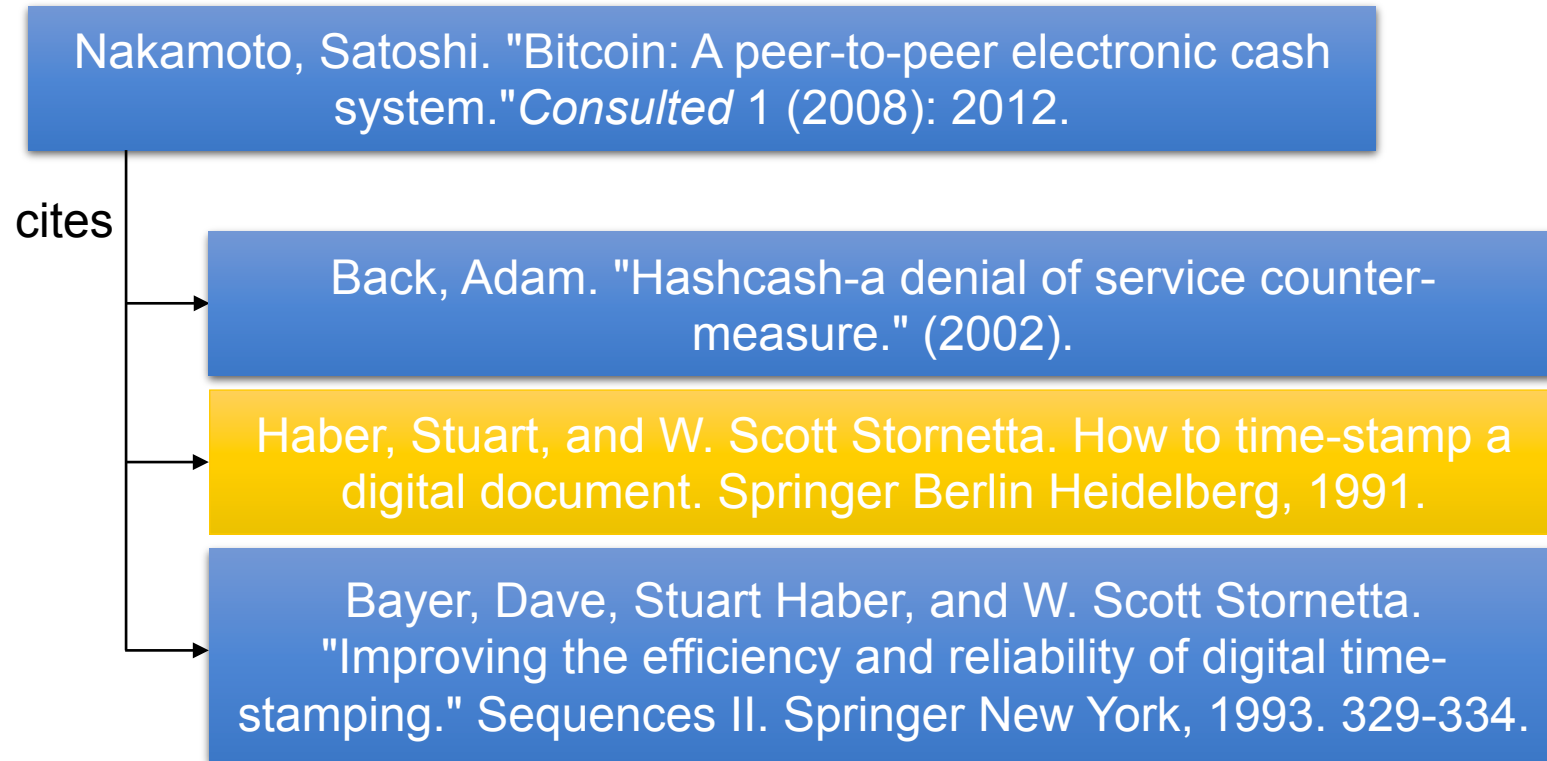 Nakamoto, Satoshi. "Bitcoin: A peer-to-peer electronic cash
system."Consulted 1 (2008): 2012.
cites
Back, Adam. "Hashcash-a denial of service counter-
measure." (2002).
Haber, Stuart, and W. Scott Stornetta. How to time-stamp a
digital document. Springer Berlin Heidelberg, 1991.
Bayer, Dave, Stuart Haber, and W. Scott Stornetta.
"Improving the efficiency and reliability of digital time-
stamping." Sequences II. Springer New York, 1993. 329-334.